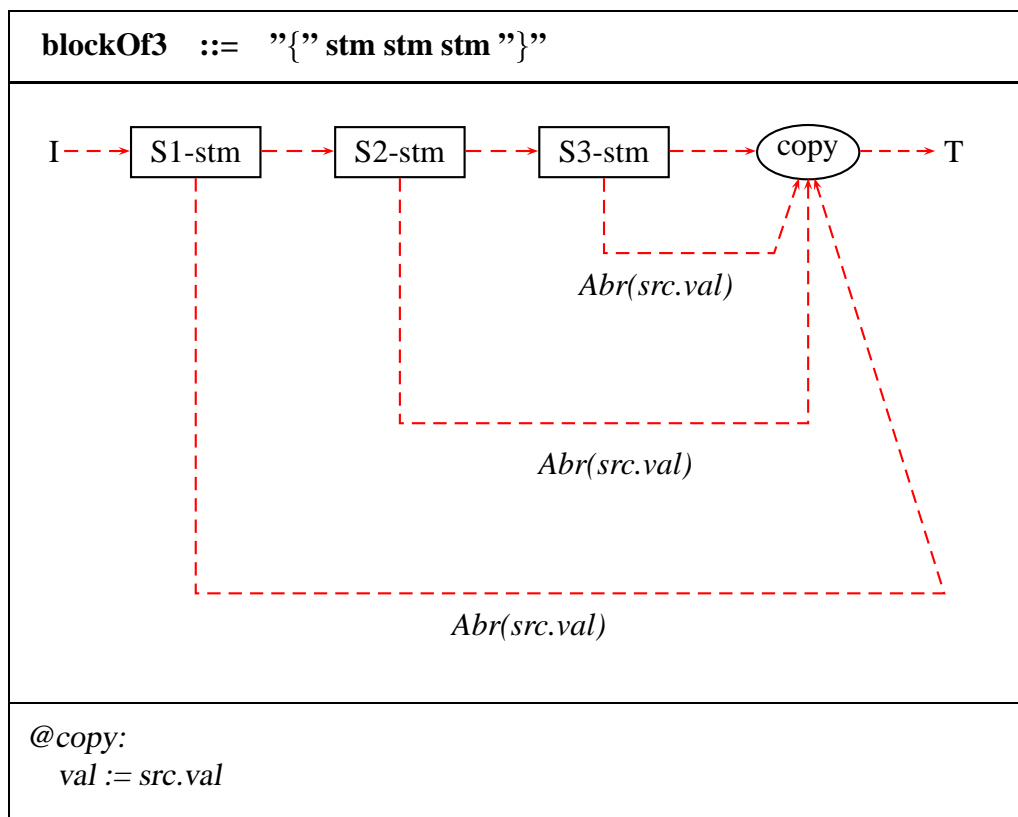 blockOf3 ::= ”{” stm stm stm ”}”
I S1-stm S2-stm S3-stm copy T
Abr(src.val)
Abr(src.val)
Abr(src.val)
@copy:
val := src.val